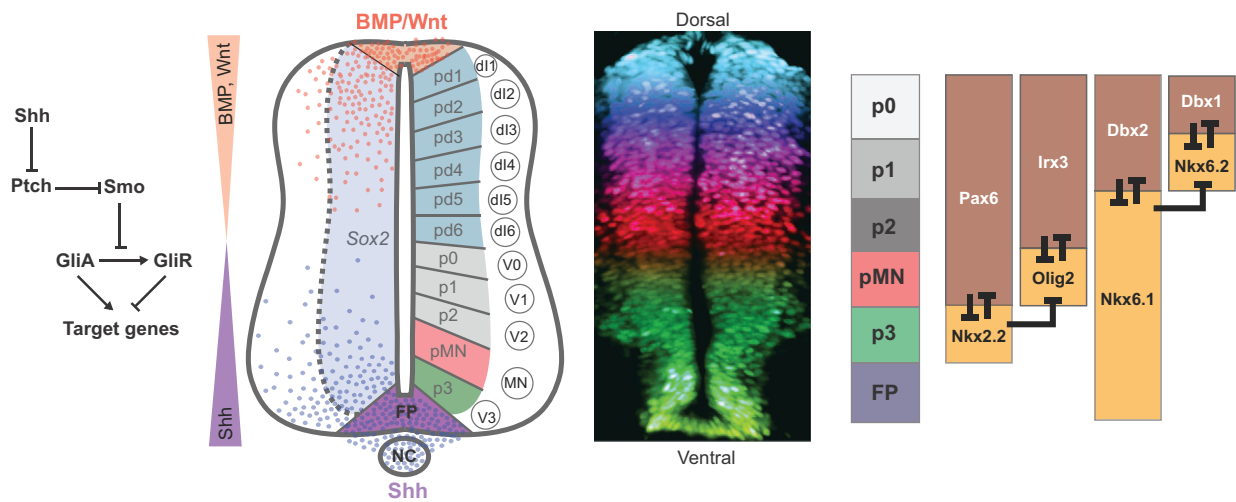 Shh
Ptch
Smo
GliA
GliR
Target genes
BMP, Wnt
Shh
BMP/Wnt
Sox2
pd1
pd2
pd3
pd4
pd5
pd6
p0
p1
p2
pMN
p3
FP
NC
Shh
dI1
dI2
dI3
dI4
dI5
dI6
V0
V1
V2
MN
V3
Dorsal
Ventral
p0
p1
p2
pMN
p3
FP
Pax6
Nkx2.2
Irx3
Olig2
Dbx2
Nkx6.1
Dbx1
Nkx6.2